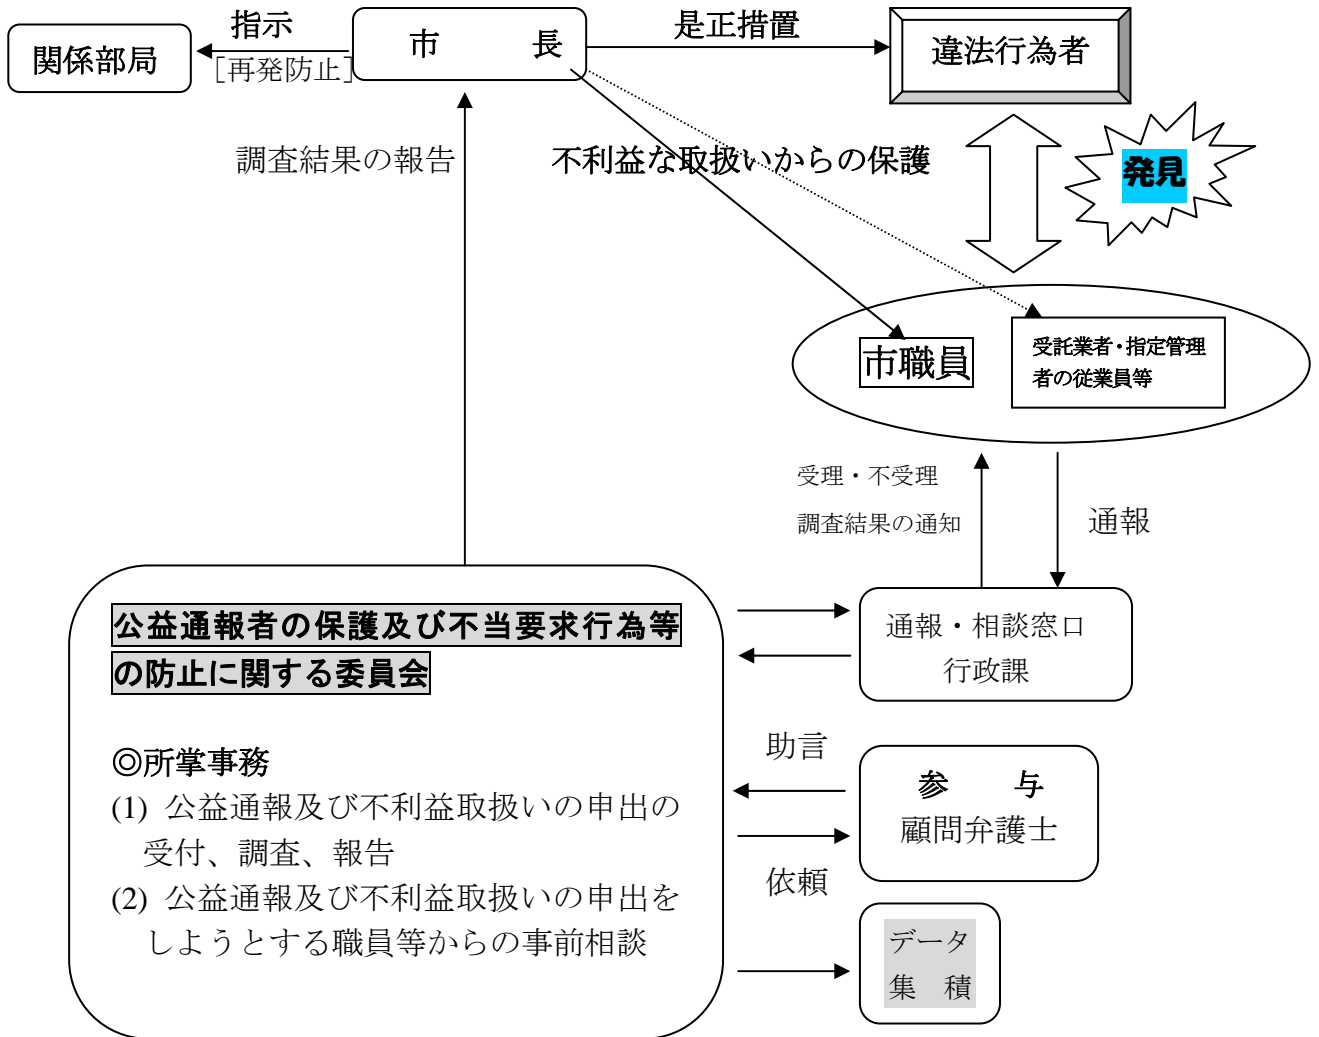 指示
市　　　長
是正措置
関係部局
［再発防止］
違法行為者
調査結果の報告
不利益な取扱いからの保護
発見
市職員
受託業者・指定管理
者の従業員等
受理・不受理
調査結果の通知
通報
公益通報者の保護及び不当要求行為等
の防止に関する委員会
通報・相談窓口
行政課
◎所掌事務
(1) 公益通報及び不利益取扱いの申出の
受付、調査、報告
(2) 公益通報及び不利益取扱いの申出を
しようとする職員等からの事前相談
助言
参　　与
顧問弁護士
依頼
データ
集　積